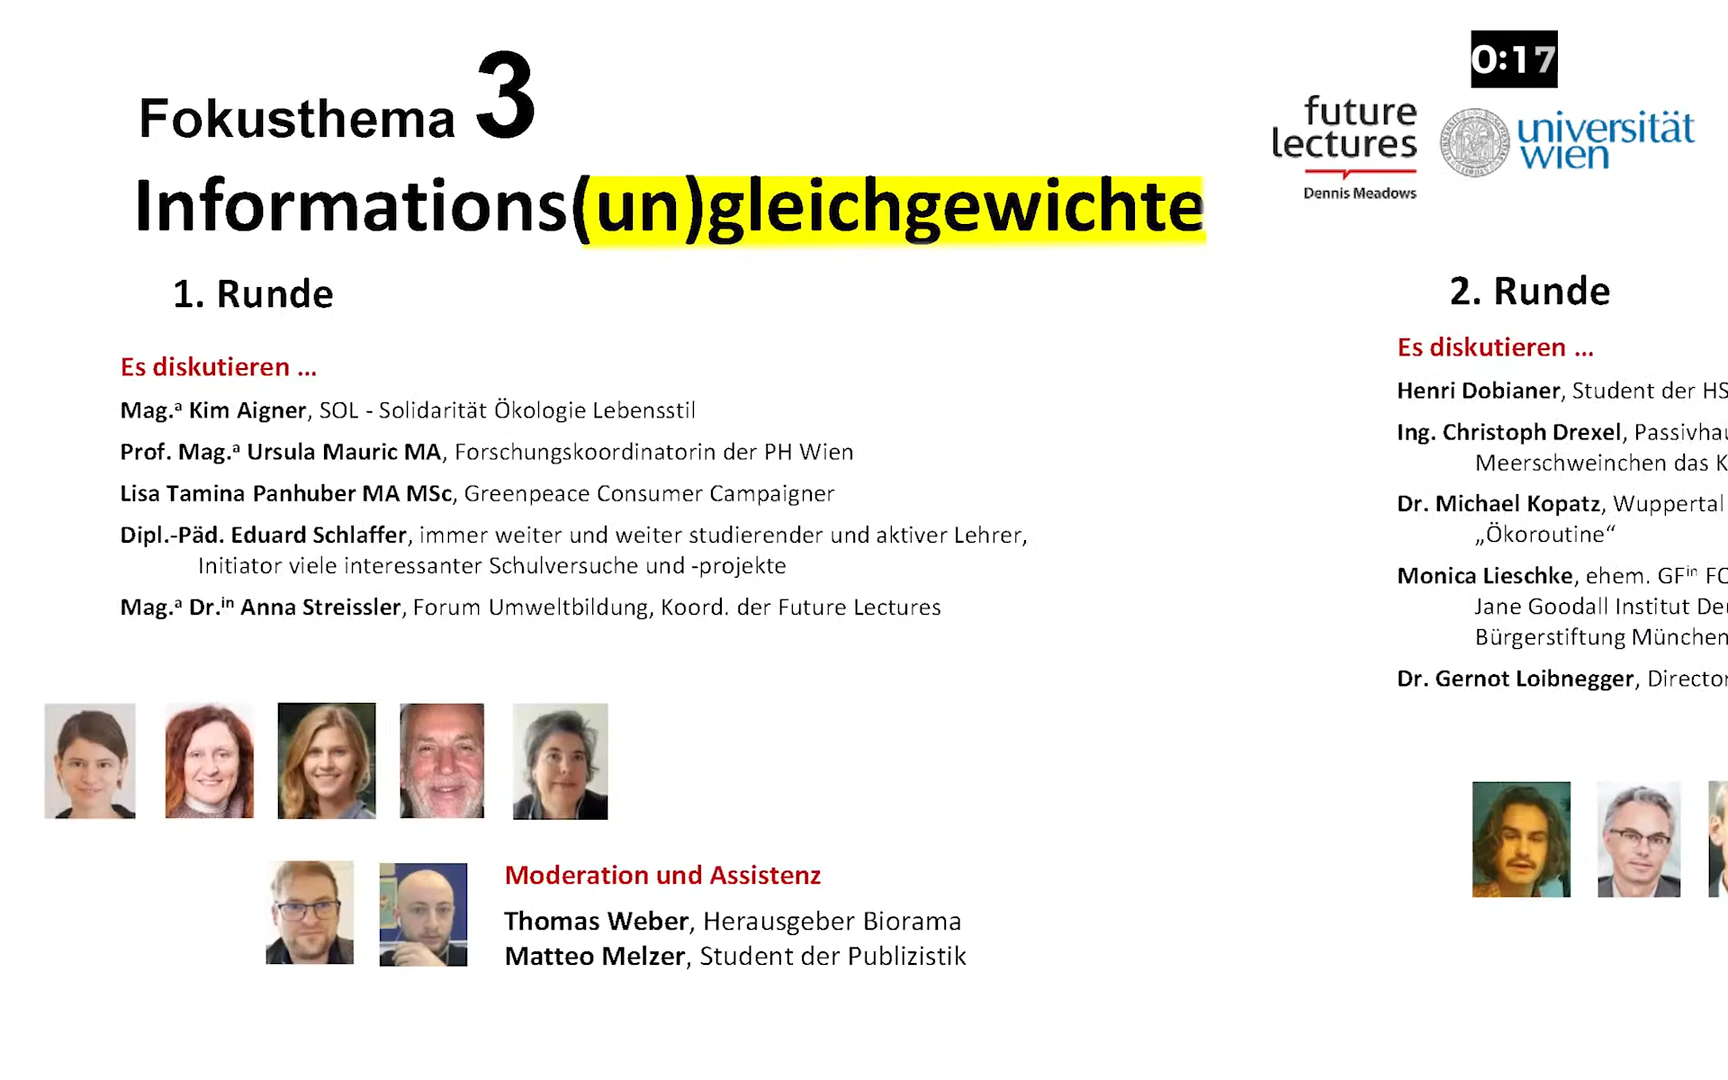 Fokusthema 3
0:17
future
lectures
Dennis Meadows
universität
wien
Informations(un)gleichgewichte
1. Runde
Es diskutieren ...
Mag.ª Kim Aigner, SOL - Solidarität Ökologie Lebensstil
Prof. Mag.ª Ursula Mauric MA, Forschungskoordinatorin der PH Wien
Lisa Tamina Panhuber MA MSc, Greenpeace Consumer Campaigner
Dipl.-Päd. Eduard Schlaffer, immer weiter und weiter studierender und aktiver Lehrer,
Initiator viele interessanter Schulversuche und -projekte
Mag.ª Dr.ⁱⁿ Anna Streissler, Forum Umweltbildung, Koord. der Future Lectures
Moderation und Assistenz
Thomas Weber, Herausgeber Biorama
Matteo Melzer, Student der Publizistik
2. Runde
Es diskutieren ...
Henri Dobianer, Student der HS
Ing. Christoph Drexel, Passivhau
Meerschweinchen das K
Dr. Michael Kopatz, Wuppertal
„Ökoroutine“
Monica Lieschke, ehem. GFⁱⁿ FO
Jane Goodall Institut Deu
Bürgerstiftung München
Dr. Gernot Loibnegger, Director